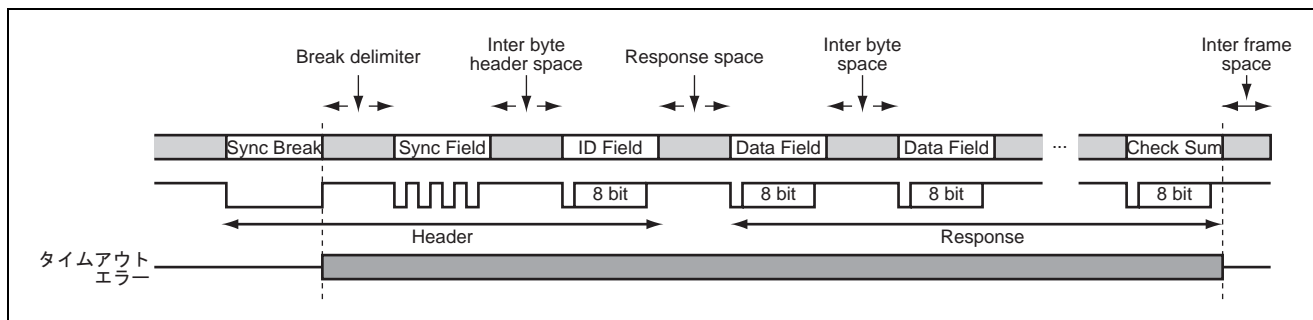 Break delimiter
Inter byte
header space
Response space
Inter byte
space
Inter frame
space
Sync Break
Sync Field
ID Field
Data Field
Data Field
...
Check Sum
8 bit
8 bit
8 bit
8 bit
Header
Response
タイムアウト
エラー